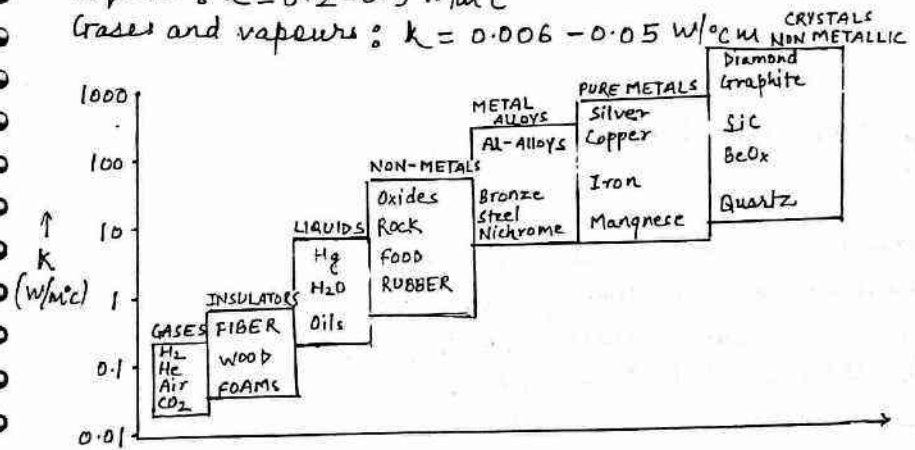 Gases and vapours : k = 0.006 - 0.05 W/°cm
CRYSTALS
NON METALLIC
Diamond
Graphite
SiC
BeOx
Quartz
PURE METALS
Silver
Copper
Iron
Mangnese
METAL
ALLOYS
Al-Alloys
Bronze
Steel
Nichrome
NON-METALS
Oxides
Rock
FOOD
RUBBER
LIQUIDS
Hg
H2O
Oils
INSULATORS
FIBER
WOOD
FOAMS
GASES
H2
He
Air
CO2
1000
100
10
1
0.1
0.01
↑
K
(W/m°c)